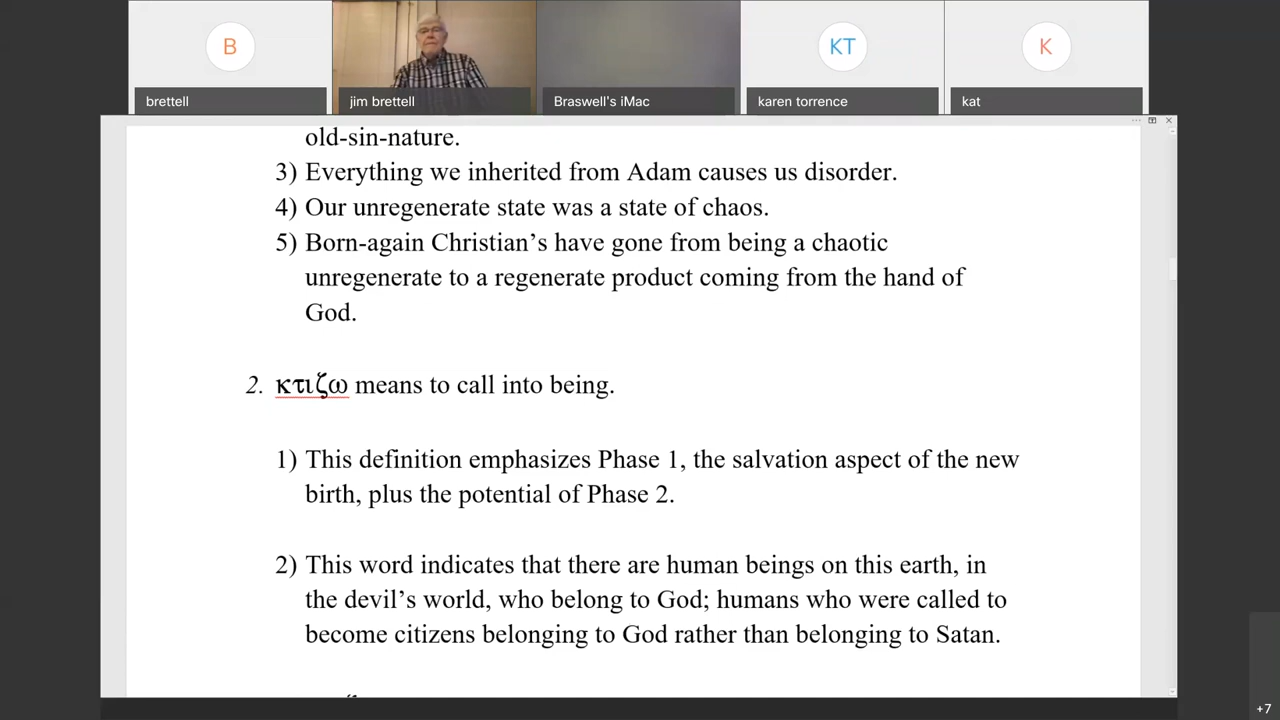 B
KT
K
brettell
jim brettell
Braswell's iMac
karen torrence
kat
old-sin-nature.
3) Everything we inherited from Adam causes us disorder.
4) Our unregenerate state was a state of chaos.
5) Born-again Christian’s have gone from being a chaotic
unregenerate to a regenerate product coming from the hand of
God.
2. κτιζω means to call into being.
1) This definition emphasizes Phase 1, the salvation aspect of the new
birth, plus the potential of Phase 2.
2) This word indicates that there are human beings on this earth, in
the devil’s world, who belong to God; humans who were called to
become citizens belonging to God rather than belonging to Satan.
+7